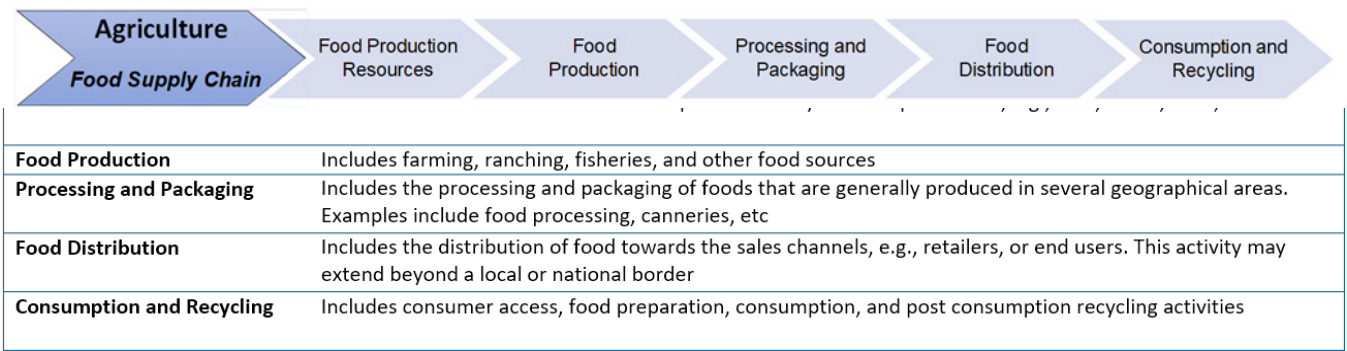 Agriculture
Food Supply Chain
Food Production
Resources
Food
Production
Processing and
Packaging
Food
Distribution
Consumption and
Recycling
Food Production
Includes farming, ranching, fisheries, and other food sources
Processing and Packaging
Includes the processing and packaging of foods that are generally produced in several geographical areas.
Examples include food processing, canneries, etc
Food Distribution
Includes the distribution of food towards the sales channels, e.g., retailers, or end users. This activity may
extend beyond a local or national border
Consumption and Recycling
Includes consumer access, food preparation, consumption, and post consumption recycling activities